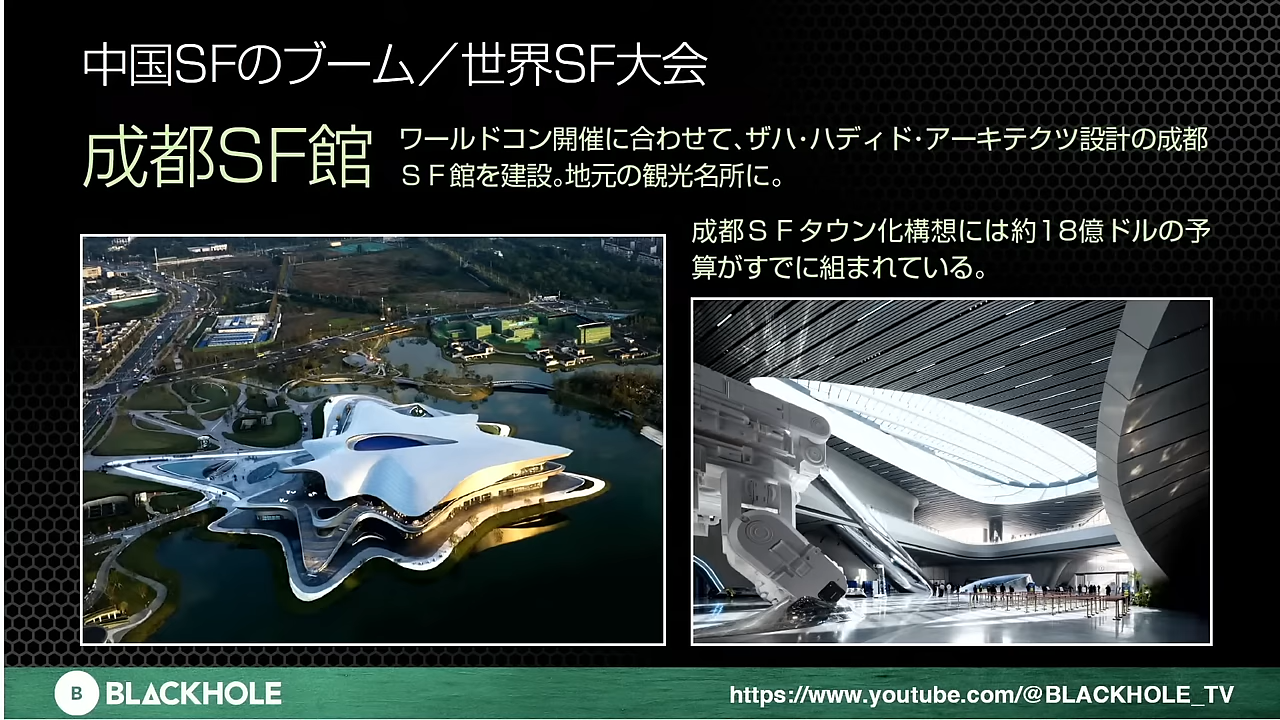 中国SFのブーム／世界SF大会
成都SF館
ワールドコン開催に合わせて、ザハ・ハディド・アーキテクツ設計の成都
ＳＦ館を建設。地元の観光名所に。
成都ＳＦタウン化構想には約18億ドルの予
算がすでに組まれている。
B BLACKHOLE
https://www.youtube.com/@BLACKHOLE_TV